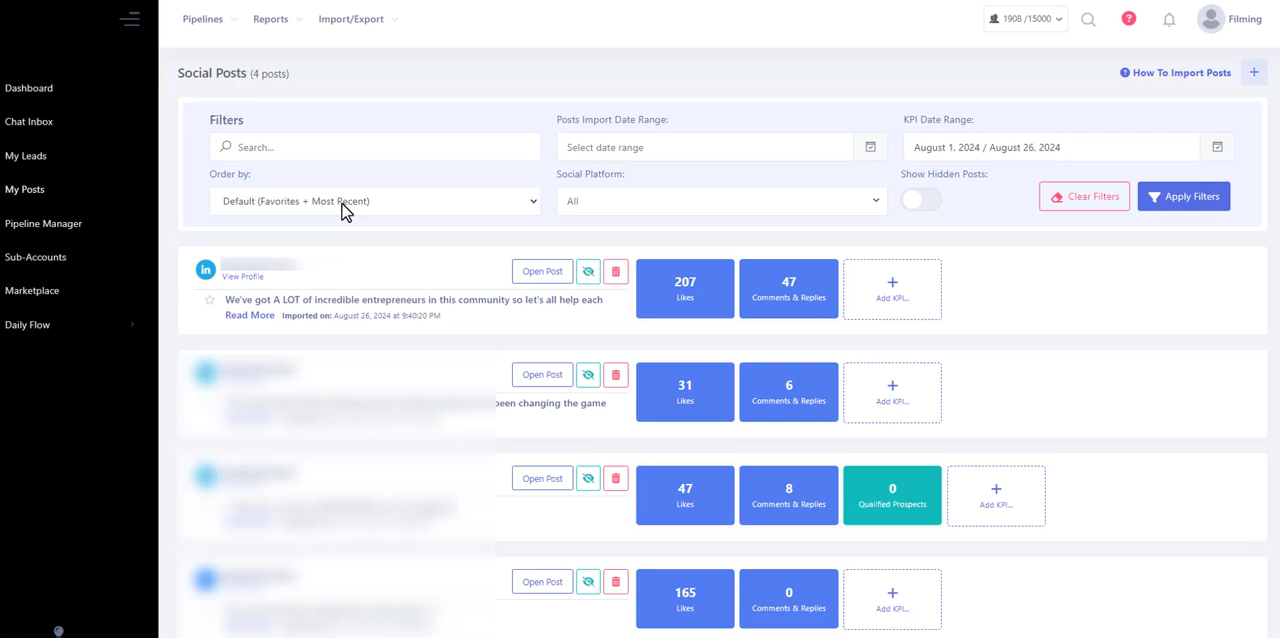 Pipelines
Reports
Import/Export
1908 /15000
?
Filming
Dashboard
Chat Inbox
My Leads
My Posts
Pipeline Manager
Sub-Accounts
Marketplace
Daily Flow
Social Posts (4 posts)
? How To Import Posts
+
Filters
Search...
Posts Import Date Range:
Select date range
KPI Date Range:
August 1, 2024 / August 26, 2024
Order by:
Default (Favorites + Most Recent)
Social Platform:
All
Show Hidden Posts:
Clear Filters
Apply Filters
in
View Profile
Open Post
We've got A LOT of incredible entrepreneurs in this community so let's all help each
Read More Imported on: August 26, 2024 at 9:40:20 PM
207
Likes
47
Comments & Replies
+
Add KPI...
Open Post
been changing the game
31
Likes
6
Comments & Replies
+
Add KPI...
Open Post
47
Likes
8
Comments & Replies
0
Qualified Prospects
+
Add KPI...
Open Post
165
Likes
0
Comments & Replies
+
Add KPI...